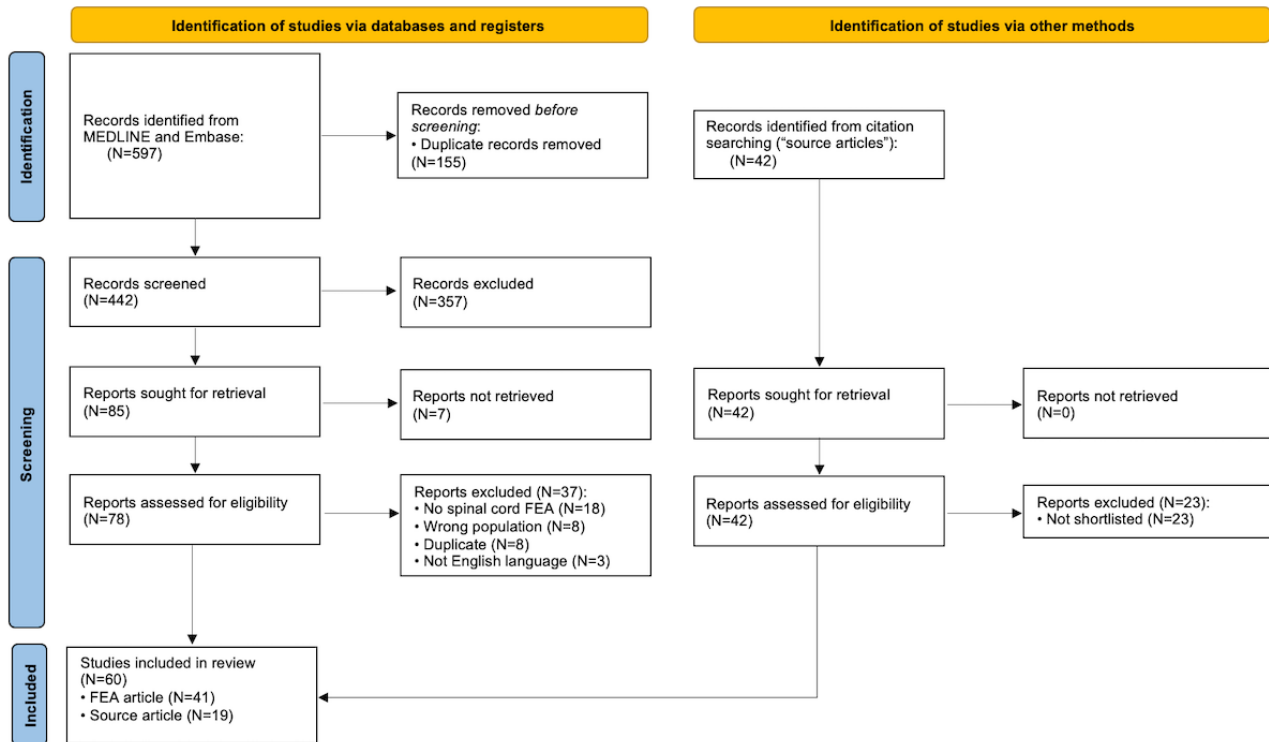 Identification of studies via databases and registers
Identification of studies via other methods
Identification
Records identified from
MEDLINE and Embase:
(N=597)
Records removed before
screening:
• Duplicate records removed
(N=155)
Records identified from citation
searching (“source articles”):
(N=42)
Screening
Records screened
(N=442)
Records excluded
(N=357)
Reports sought for retrieval
(N=85)
Reports not retrieved
(N=7)
Reports sought for retrieval
(N=42)
Reports not retrieved
(N=0)
Reports assessed for eligibility
(N=78)
Reports excluded (N=37):
• No spinal cord FEA (N=18)
• Wrong population (N=8)
• Duplicate (N=8)
• Not English language (N=3)
Reports assessed for eligibility
(N=42)
Reports excluded (N=23):
• Not shortlisted (N=23)
Included
Studies included in review
(N=60)
• FEA article (N=41)
• Source article (N=19)